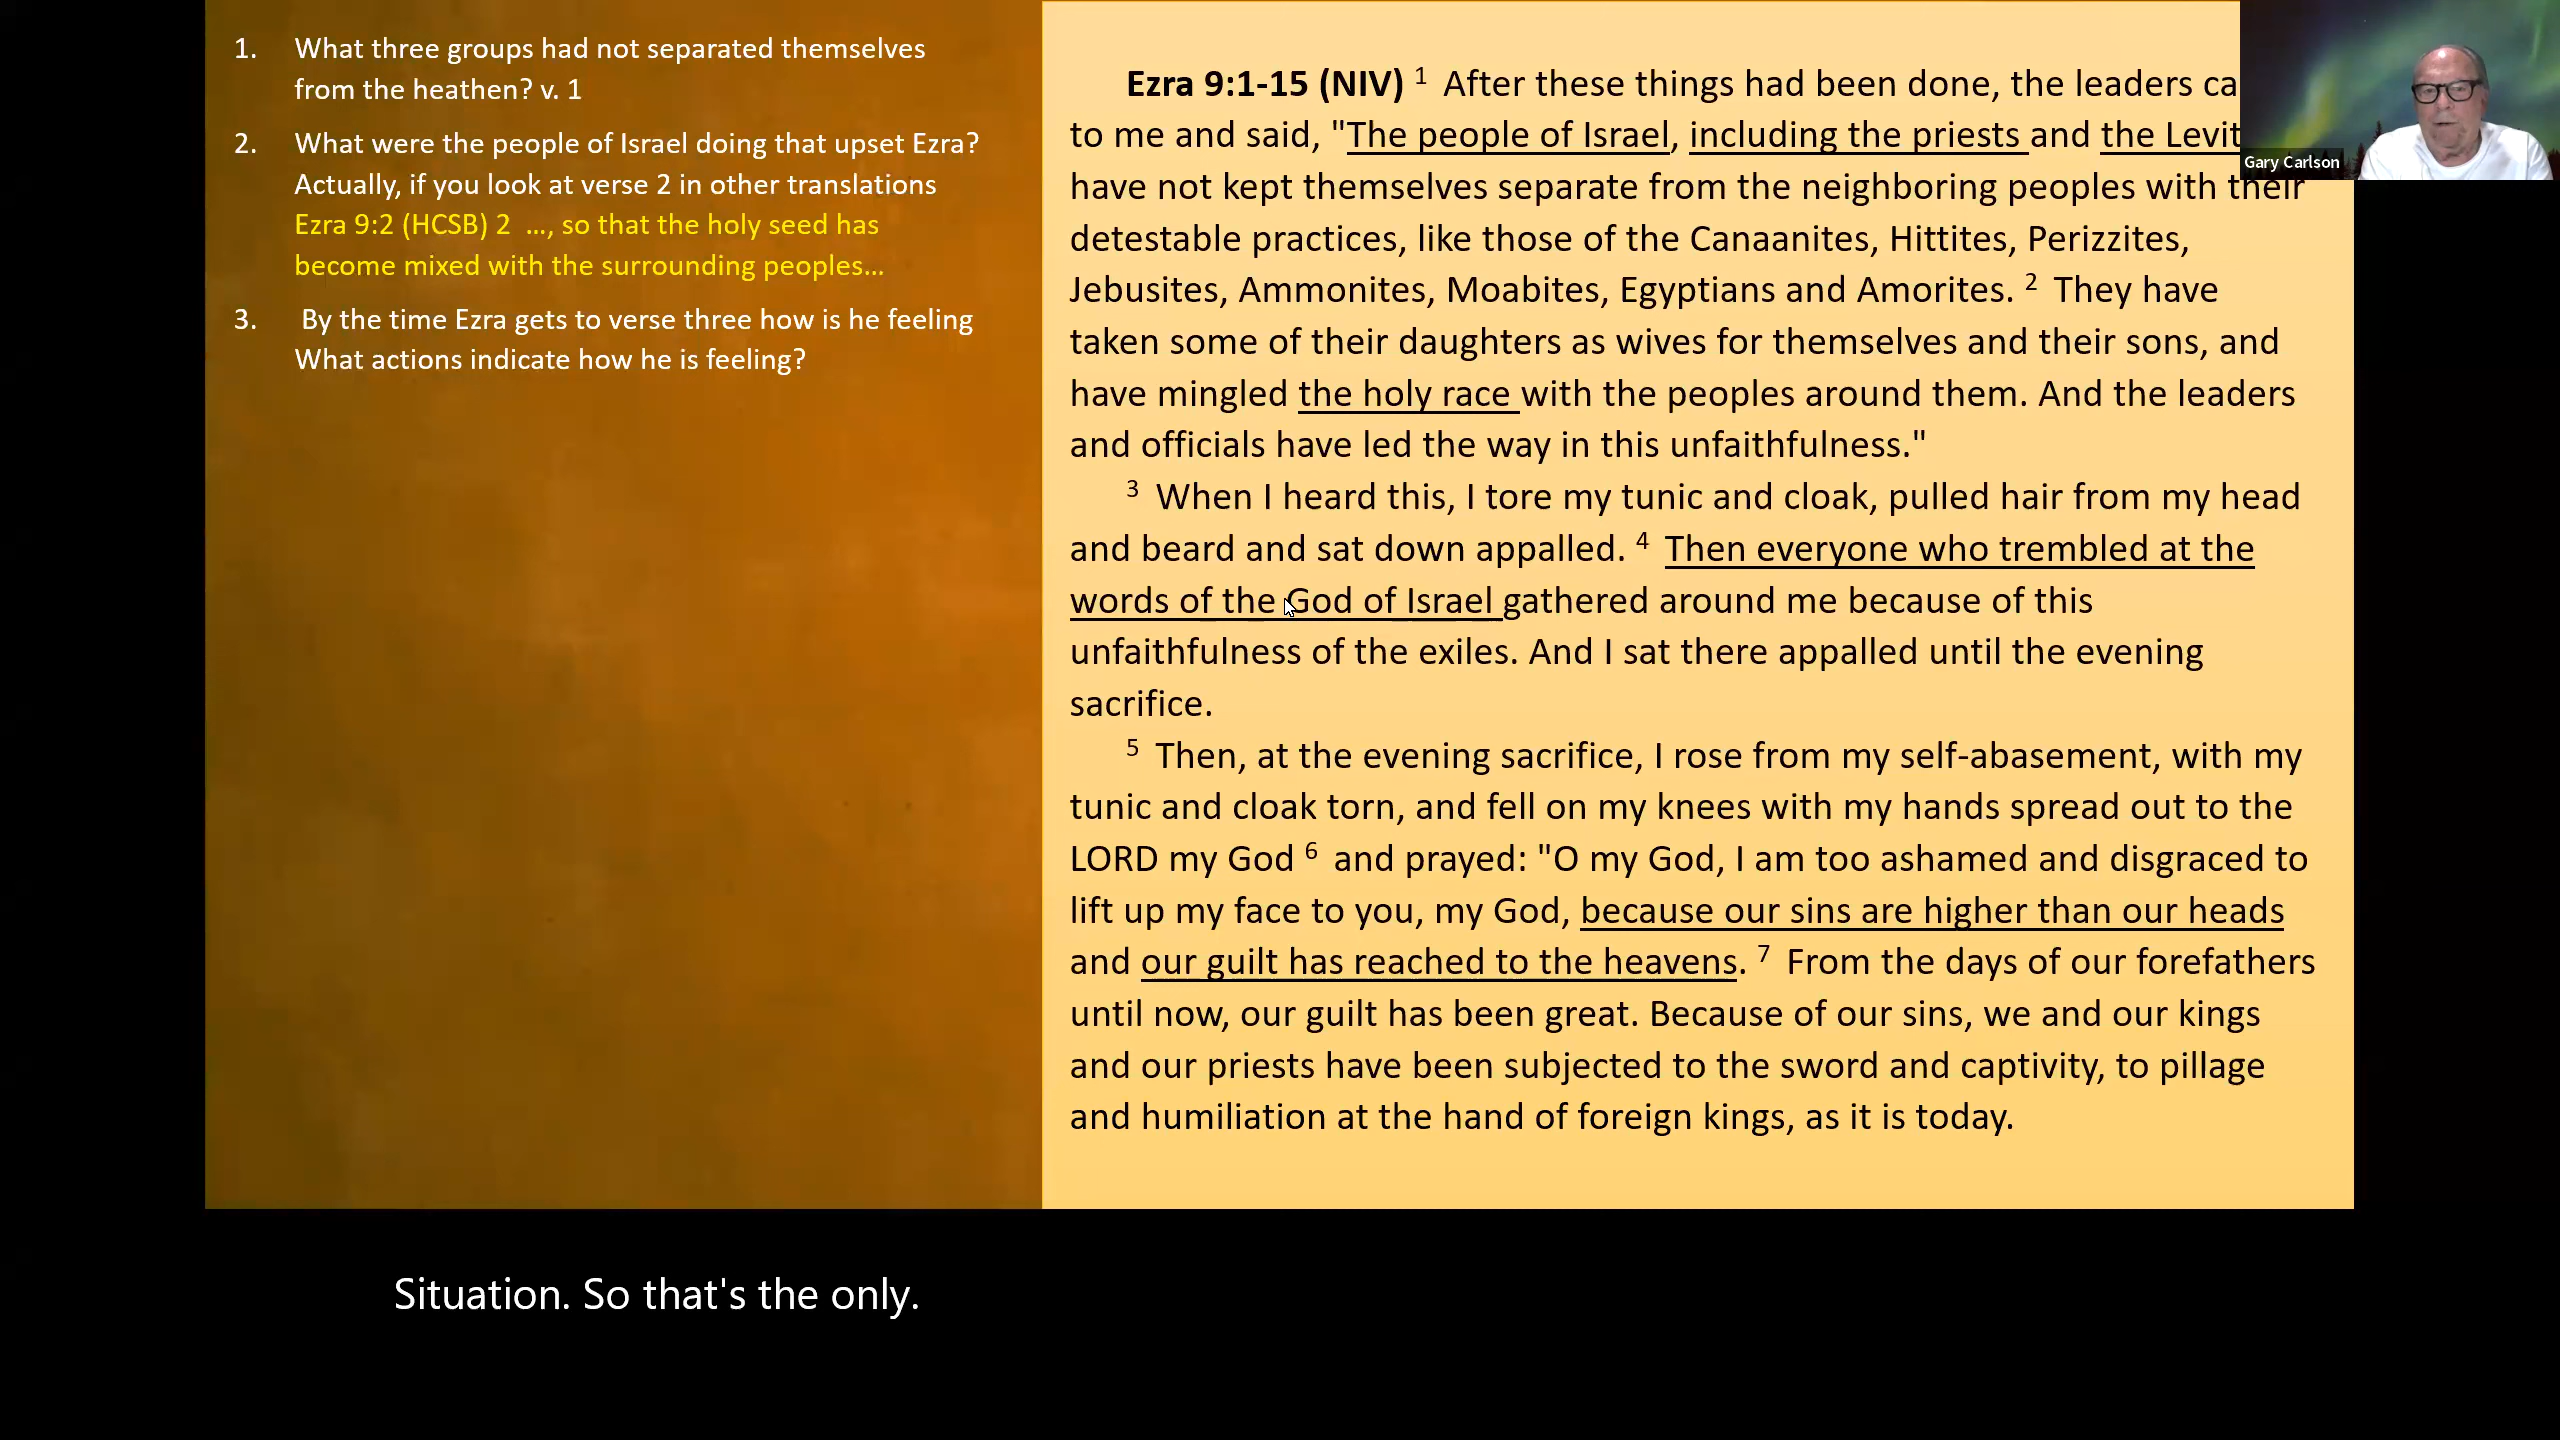 1. What three groups had not separated themselves
from the heathen? v. 1
2. What were the people of Israel doing that upset Ezra?
Actually, if you look at verse 2 in other translations
Ezra 9:2 (HCSB) 2 ..., so that the holy seed has
become mixed with the surrounding peoples...
3. By the time Ezra gets to verse three how is he feeling
What actions indicate how he is feeling?
Ezra 9:1-15 (NIV) 1 After these things had been done, the leaders ca
to me and said, "The people of Israel, including the priests and the Levit
have not kept themselves separate from the neighboring peoples with their
detestable practices, like those of the Canaanites, Hittites, Perizzites,
Jebusites, Ammonites, Moabites, Egyptians and Amorites. 2 They have
taken some of their daughters as wives for themselves and their sons, and
have mingled the holy race with the peoples around them. And the leaders
and officials have led the way in this unfaithfulness."
3 When I heard this, I tore my tunic and cloak, pulled hair from my head
and beard and sat down appalled. 4 Then everyone who trembled at the
words of the God of Israel gathered around me because of this
unfaithfulness of the exiles. And I sat there appalled until the evening
sacrifice.
5 Then, at the evening sacrifice, I rose from my self-abasement, with my
tunic and cloak torn, and fell on my knees with my hands spread out to the
LORD my God 6 and prayed: "O my God, I am too ashamed and disgraced to
lift up my face to you, my God, because our sins are higher than our heads
and our guilt has reached to the heavens. 7 From the days of our forefathers
until now, our guilt has been great. Because of our sins, we and our kings
and our priests have been subjected to the sword and captivity, to pillage
and humiliation at the hand of foreign kings, as it is today.
Gary Carlson
Situation. So that's the only.